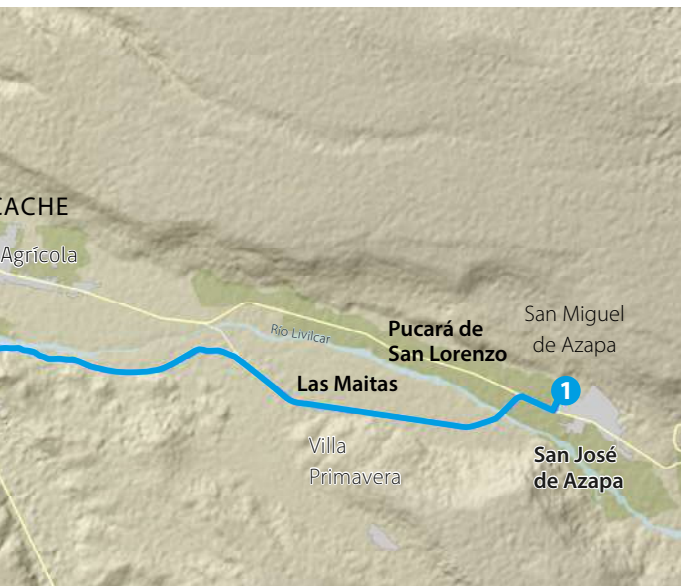 Agrícola
San Miguel
de Azapa
Río Livilcar
Pucará de
San Lorenzo
Las Maitas
1
Villa
Primavera
San José
de Azapa